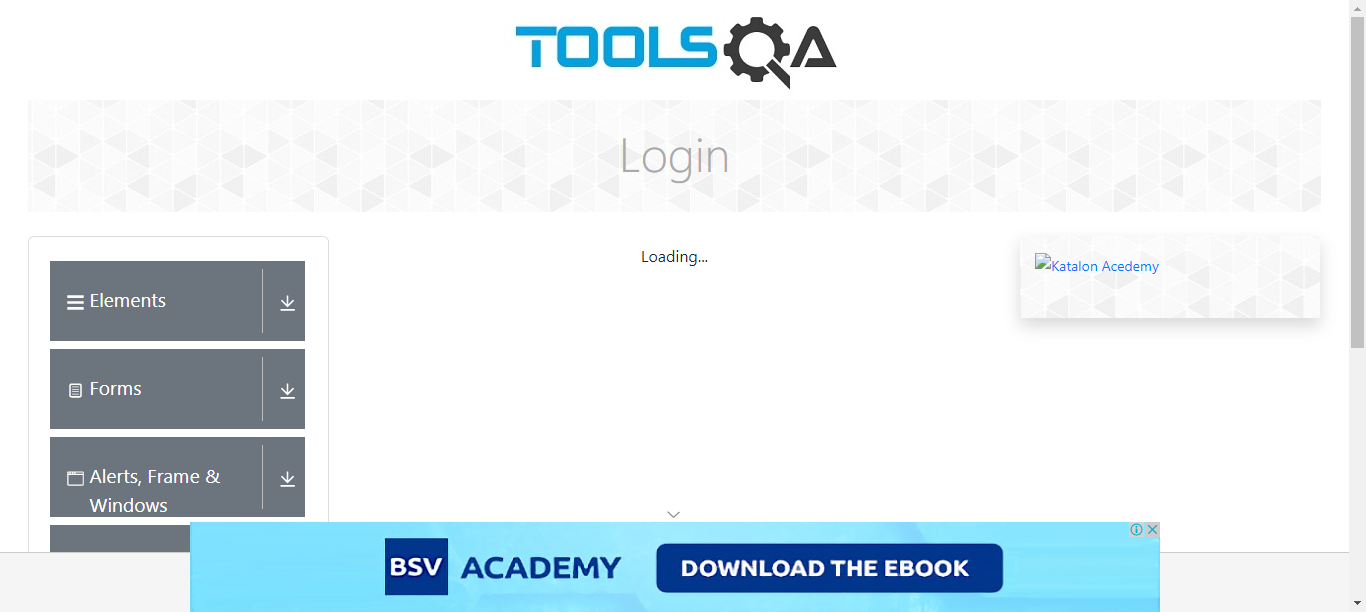 TOOLSQA
Login
Elements
Forms
Alerts, Frame &
Windows
Loading...
Katalon Acedemy
BSV ACADEMY DOWNLOAD THE EBOOK